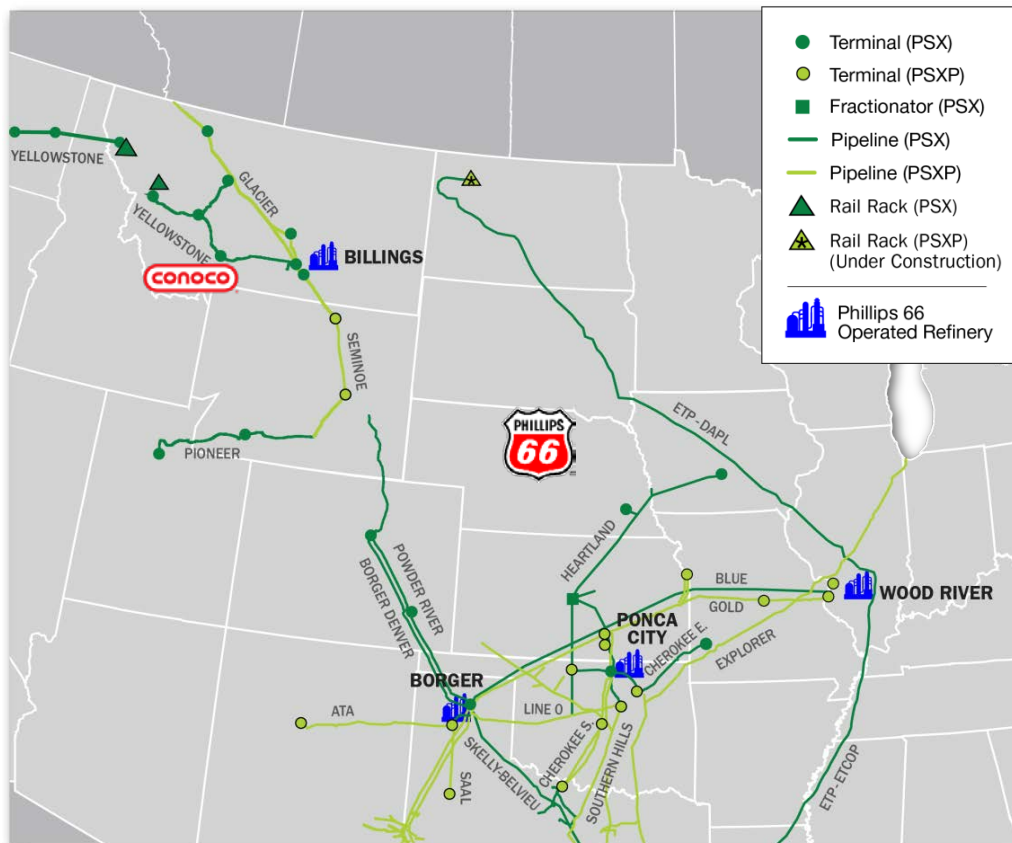 Terminal (PSX)
Terminal (PSXP)
Fractionator (PSX)
Pipeline (PSX)
Pipeline (PSXP)
Rail Rack (PSX)
Rail Rack (PSXP)
(Under Construction)
Phillips 66
Operated Refinery
YELLOWSTONE
GLACIER
YELLOWSTONE
BILLINGS
conoco
SEMINOE
PIONEER
PHILLIPS
66
ETP - DAPL
HEARTLAND
POWDER RIVER
BORGER DENVER
BLUE
GOLD
WOOD RIVER
PONCA
CITY
CHEROKEE E.
EXPLORER
BORGER
ATA
LINE O
SKELLY-BELVIEU
CHEROKEE S.
SOUTHERN HILLS
SAAL
ETP - ETCOP